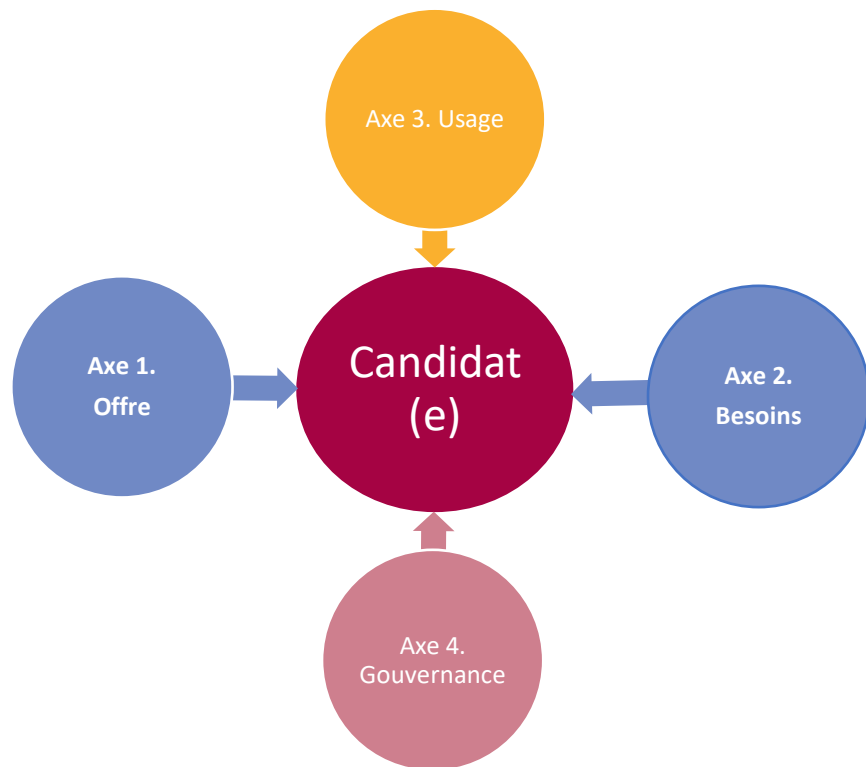 Axe 3. Usage
Axe 1.
Offre
Candidat
(e)
Axe 2.
Besoins
Axe 4.
Gouvernance